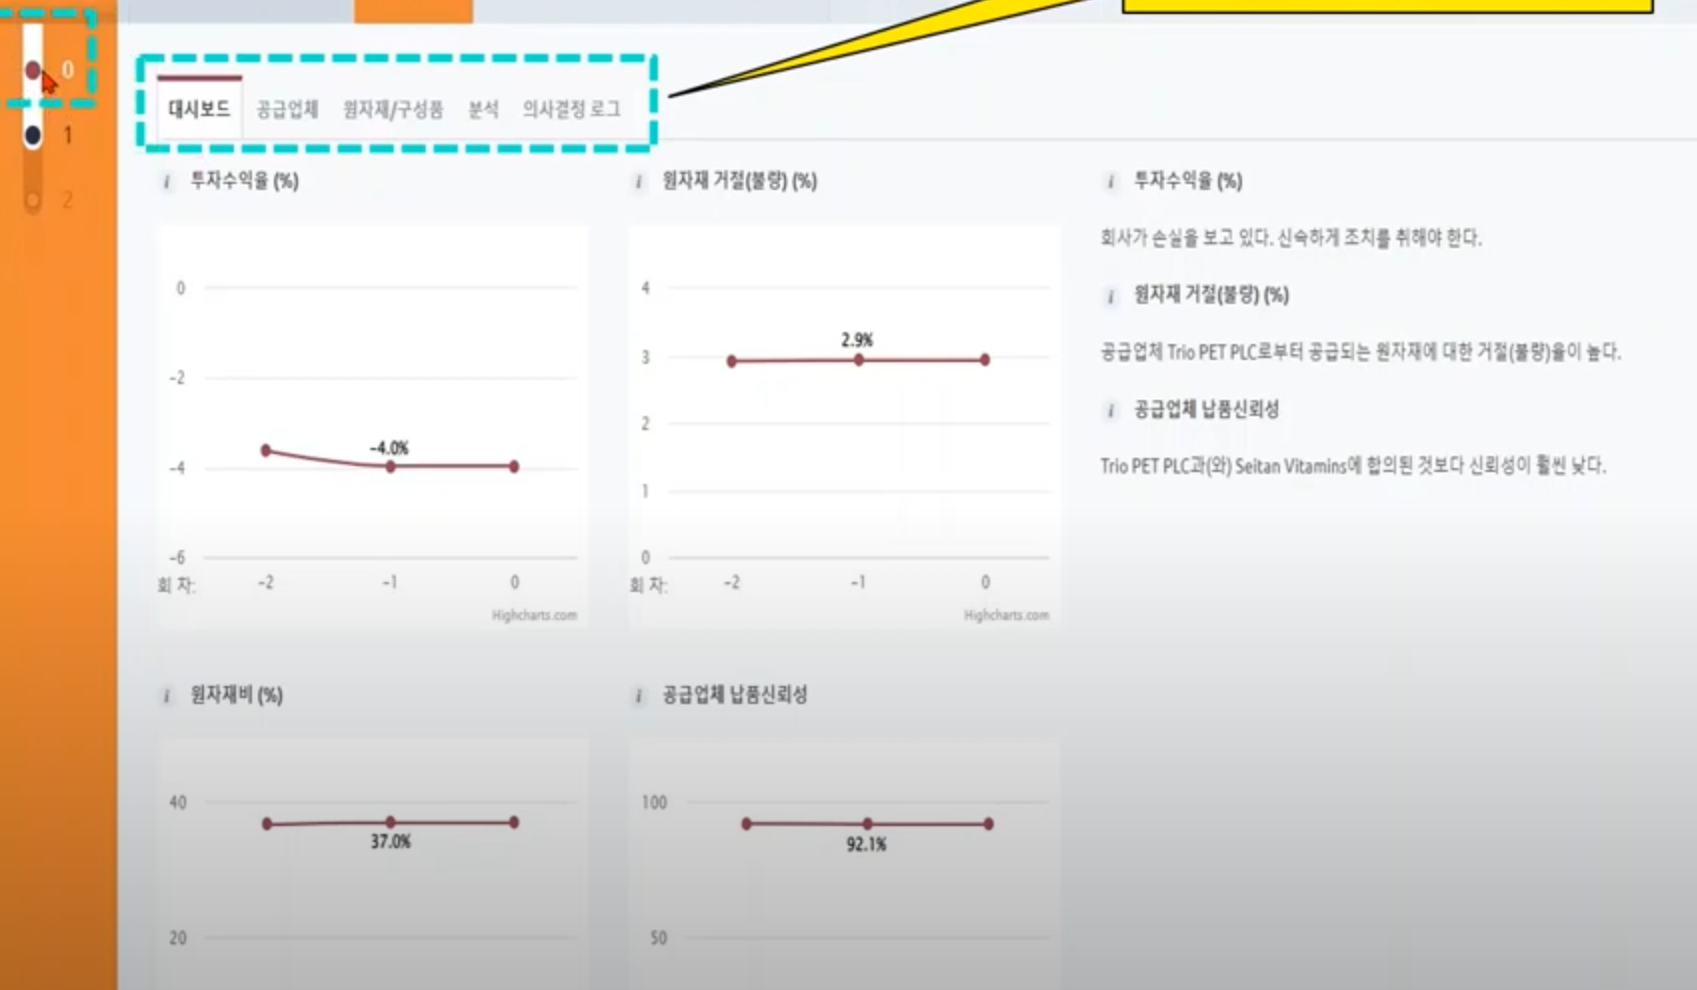 0
1
2
대시보드 공급업체 원자재/구성품 분석 의사결정 로그
i 투자수익율 (%)
0
-2
-4
-6
-4.0%
회 차: -2 -1 0
Highcharts.com
i 원자재 거절(불량) (%)
4
3
2
1
0
2.9%
회 차: -2 -1 0
Highcharts.com
i 투자수익율 (%)
회사가 손실을 보고 있다. 신속하게 조치를 취해야 한다.
i 원자재 거절(불량) (%)
공급업체 Trio PET PLC로부터 공급되는 원자재에 대한 거절(불량)율이 높다.
i 공급업체 납품신뢰성
Trio PET PLC과(와) Seitan Vitamins에 합의된 것보다 신뢰성이 훨씬 낮다.
i 원자재비 (%)
40
20
37.0%
i 공급업체 납품신뢰성
100
50
92.1%